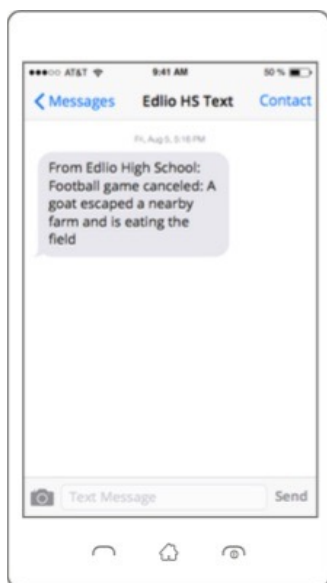 AT&T 9:41 AM 50%
Messages Edlio HS Text Contact
Fri, Aug 5, 5:16 PM
From Edlio High School:
Football game canceled: A
goat escaped a nearby
farm and is eating the
field
Text Message Send